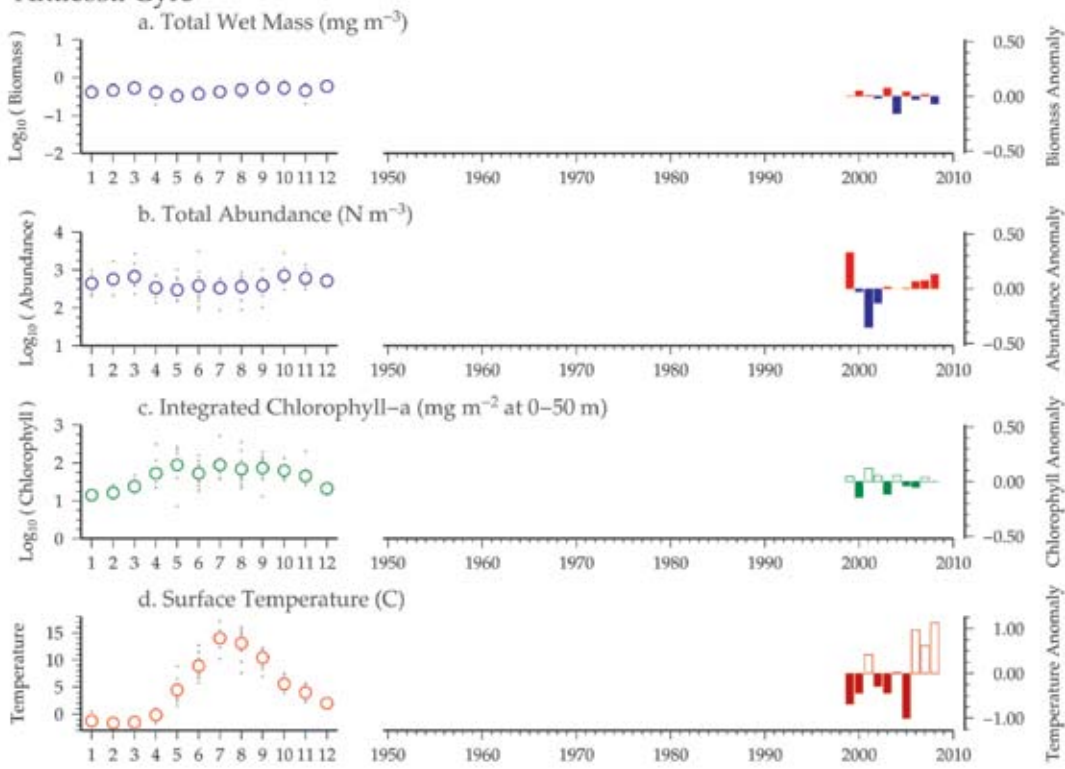 a. Total Wet Mass (mg m⁻³)
Log₁₀ ( Biomass )
1
0
−1
−2
1 2 3 4 5 6 7 8 9 10 11 12
1950 1960 1970 1980 1990 2000 2010
0.50
0.00
−0.50
Biomass Anomaly
b. Total Abundance (N m⁻³)
Log₁₀ ( Abundance )
4
3
2
1
1 2 3 4 5 6 7 8 9 10 11 12
1950 1960 1970 1980 1990 2000 2010
0.50
0.00
−0.50
Abundance Anomaly
c. Integrated Chlorophyll−a (mg m⁻² at 0−50 m)
Log₁₀ ( Chlorophyll )
3
2
1
0
1 2 3 4 5 6 7 8 9 10 11 12
1950 1960 1970 1980 1990 2000 2010
0.50
0.00
−0.50
Chlorophyll Anomaly
d. Surface Temperature (C)
Temperature
15
10
5
0
1 2 3 4 5 6 7 8 9 10 11 12
1950 1960 1970 1980 1990 2000 2010
1.00
0.00
−1.00
Temperature Anomaly